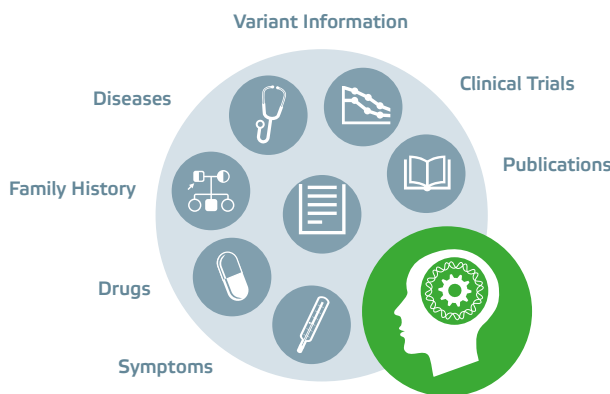 Variant Information
Diseases
Clinical Trials
Publications
Family History
Drugs
Symptoms